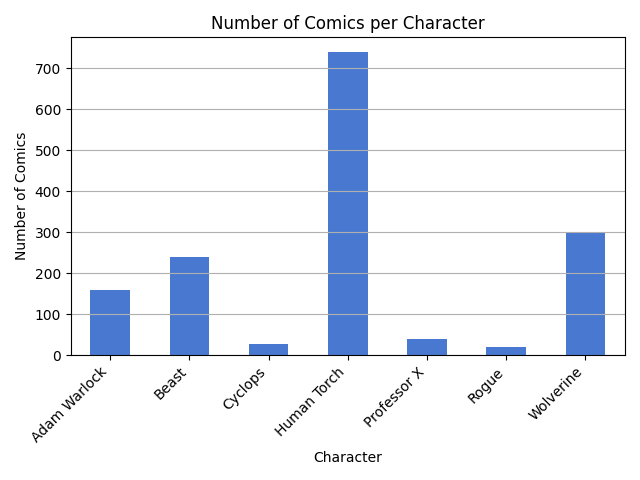 Number of Comics per Character
Number of Comics
700
600
500
400
300
200
100
0
Adam Warlock
Beast
Cyclops
Human Torch
Professor X
Rogue
Wolverine
Character